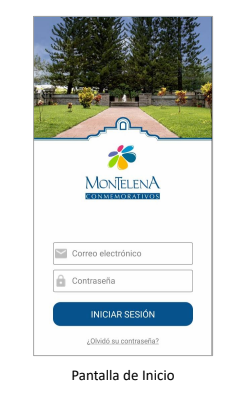 MONTELENA
CONMEMORATIVOS
Correo electrónico
Contraseña
INICIAR SESIÓN
¿Olvidó su contraseña?
Pantalla de Inicio